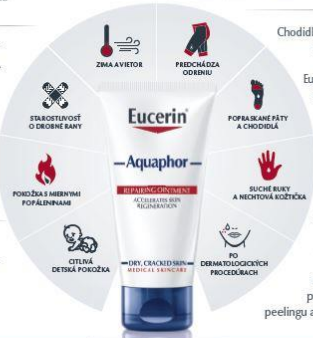 Chodidl
Eu
ZIMA A VIETOR
PREDCHÁDZA
ODRENIU
STAROSTLIVOSŤ
O DROBNÉ RANY
POPRASKANÉ PÄTY
A CHODIDLÁ
POKOŽKA S MIERNYMI
POPÁLENINAMI
SUCHÉ RUKY
A NECHTOVÁ KOŽTIČKA
CITLIVÁ
DETSKÁ POKOŽKA
PO
DERMATOLOGICKÝCH
PROCEDÚRACH
Eucerin
Aquaphor
REPAIRING OINTMENT
ACCELERATES SKIN
REGENERATION
DRY, CRACKED SKIN
MEDICAL SKINCARE
P
peelingu a